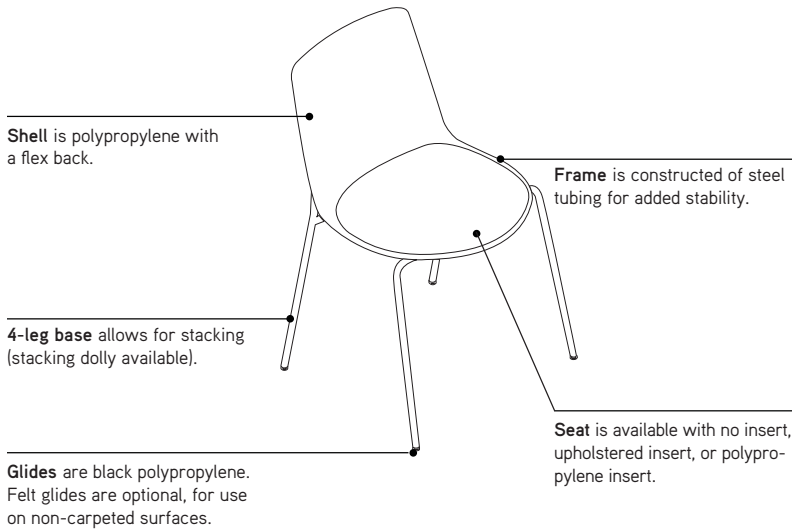 Shell is polypropylene with
a flex back.
Frame is constructed of steel
tubing for added stability.
4-leg base allows for stacking
(stacking dolly available).
Seat is available with no insert,
upholstered insert, or polypro-
pylene insert.
Glides are black polypropylene.
Felt glides are optional, for use
on non-carpeted surfaces.